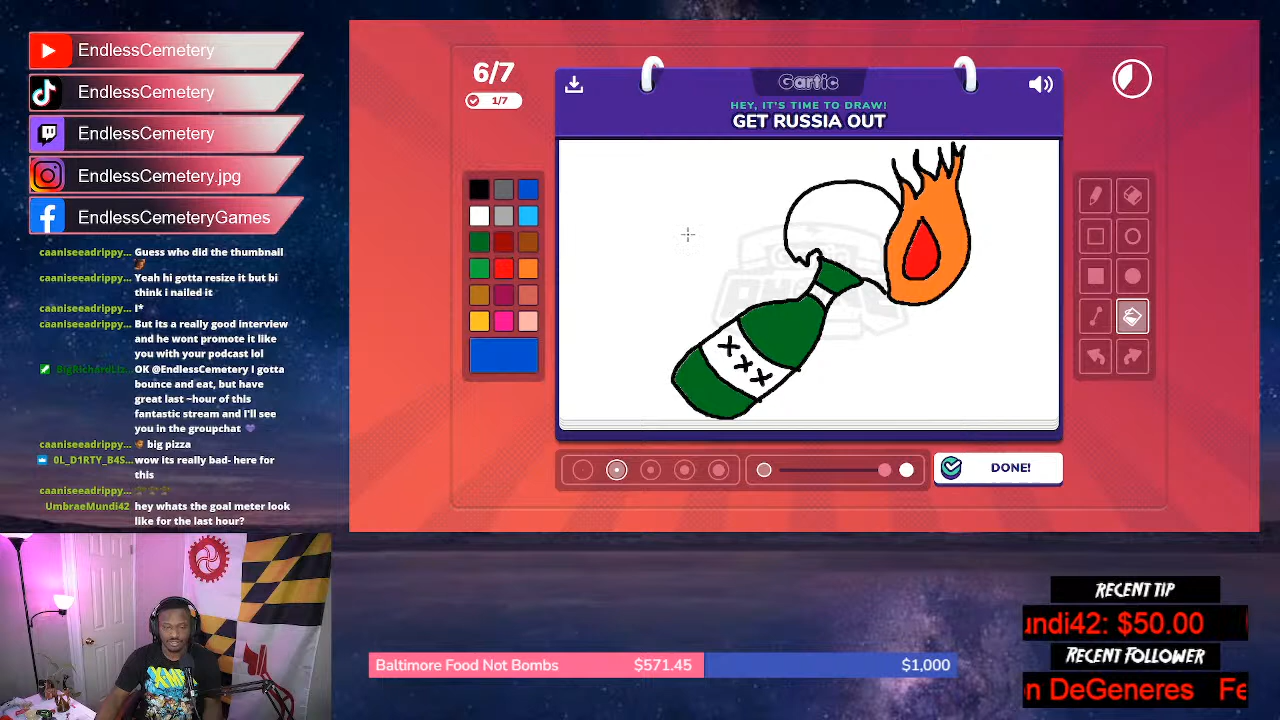 EndlessCemetery
EndlessCemetery
EndlessCemetery
EndlessCemetery.jpg
EndlessCemeteryGames
caaniseeadrippy... Guess who did the thumbnail
caaniseeadrippy... Yeah hi gotta resize it but bi
think i nailed it
caaniseeadrippy... I*
caaniseeadrippy... But its a really good interview
and he wont promote it like
you with your podcast lol
BigRichardLiz... OK @EndlessCemetery I gotta
bounce and eat, but have
great last ~hour of this
fantastic stream and I'll see
you in the groupchat
caaniseeadrippy... big pizza
0L_D1RTY_B4S... wow its really bad- here for
this
caaniseeadrippy...
UmbraeMundi42 hey whats the goal meter look
like for the last hour?
6/7
1/7
Gartic
HEY, IT'S TIME TO DRAW!
GET RUSSIA OUT
XXX
DONE!
Baltimore Food Not Bombs $571.45 $1,000
RECENT TIP
undi42: $50.00
RECENT FOLLOWER
n DeGeneres Fe